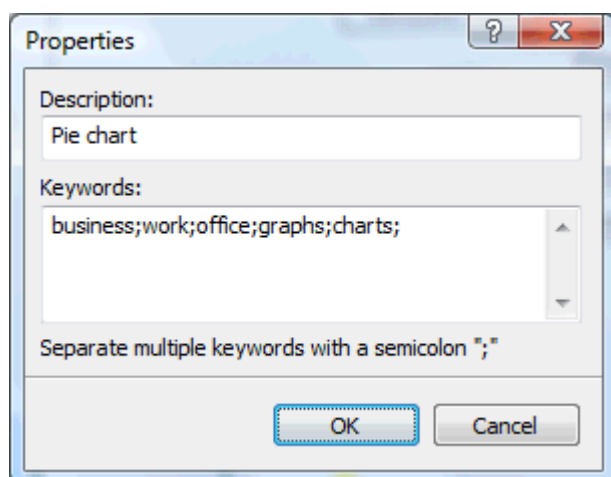 Properties
Description:
Pie chart
Keywords:
business;work;office;graphs;charts;
Separate multiple keywords with a semicolon ";"
OK Cancel